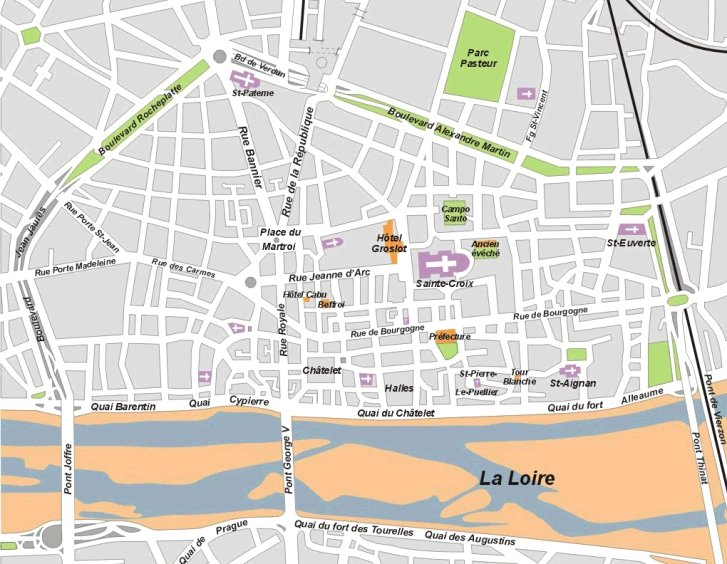 Parc
Pasteur
Bd de Verdun
St-Paterne
Boulevard Rocheplatte
Rue Bannier
Rue de la République
Boulevard Alexandre Martin
Fg St-Vincent
Jean Jaurès
Boulevard
Rue Porte St-Jean
Place du
Martroi
Hôtel
Groslot
Campo
Santo
Ancien
évêché
St-Euverte
Rue Porte Madeleine
Rue des Carmes
Rue Jeanne d'Arc
Sainte-Croix
Hôtel Cabu
Beffroi
Rue Royale
Rue de Bourgogne
Rue de Bourgogne
Préfecture
Châtelet
Halles
St-Pierre-
Le-Puellier
Tour
Blanche
St-Aignan
Quai Barentin
Quai Cypierre
Quai du Châtelet
Quai du fort Alleaume
Pont de Vierzon
Pont Joffre
Pont George V
La Loire
Pont Thinat
Quai de Prague
Quai du fort des Tourelles
Quai des Augustins